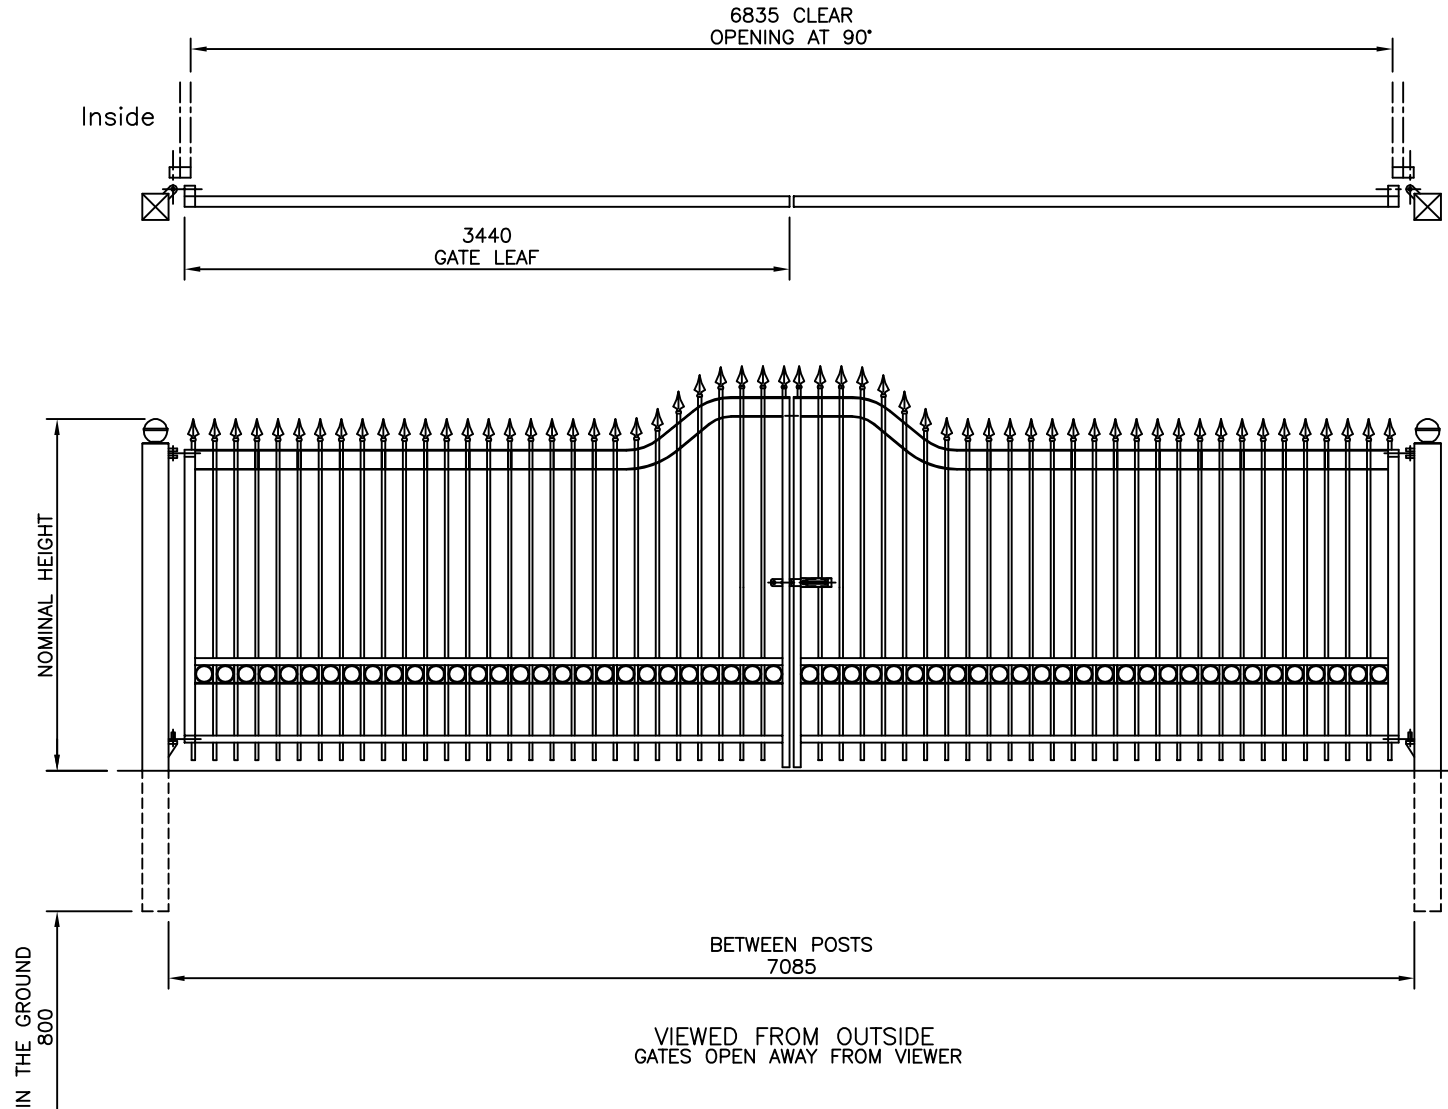 6835 CLEAR
OPENING AT 90°
Inside
3440
GATE LEAF
NOMINAL HEIGHT
BETWEEN POSTS
7085
IN THE GROUND
800
VIEWED FROM OUTSIDE
GATES OPEN AWAY FROM VIEWER